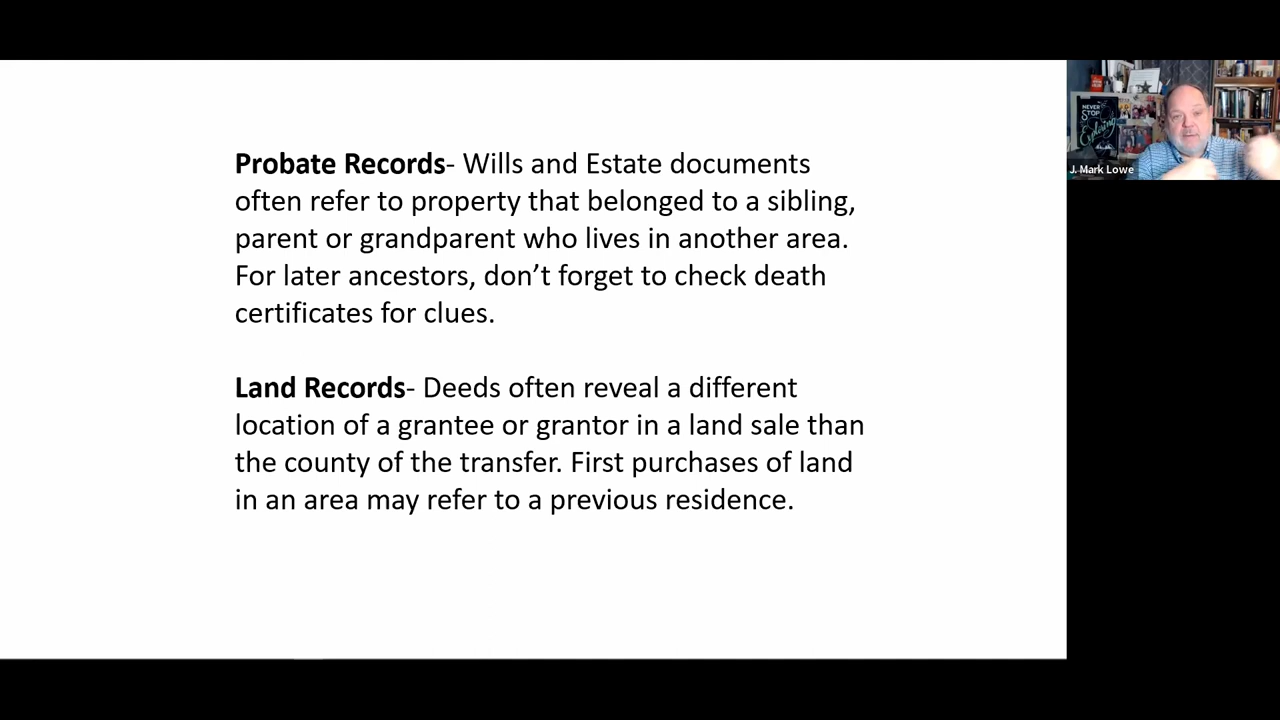 Probate Records- Wills and Estate documents
often refer to property that belonged to a sibling,
parent or grandparent who lives in another area.
For later ancestors, don’t forget to check death
certificates for clues.
Land Records- Deeds often reveal a different
location of a grantee or grantor in a land sale than
the county of the transfer. First purchases of land
in an area may refer to a previous residence.
NEVER
STOP
Exploring
J. Mark Lowe